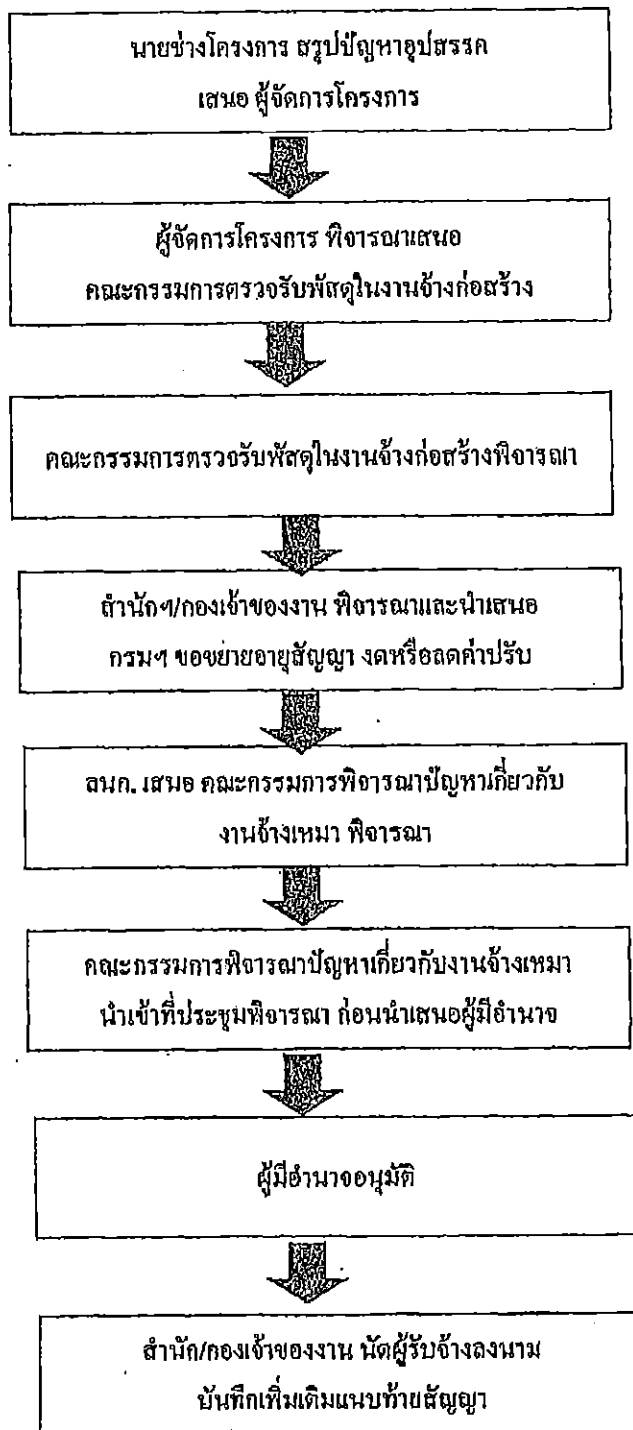 นายช่างโครงการ สรุปปัญหาอุปสรรค
เสนอ ผู้จัดการโครงการ
ผู้จัดการโครงการ พิจารณาเสนอ
คณะกรรมการตรวจรับพัสดุในงานจ้างก่อสร้าง
คณะกรรมการตรวจรับพัสดุในงานจ้างก่อสร้างพิจารณา
สำนักฯ/กองเจ้าของงาน พิจารณาและนำเสนอ
กรมฯ ขอขยายอายุสัญญา งดหรือลดค่าปรับ
ลนก. เสนอ คณะกรรมการพิจารณาปัญหาเกี่ยวกับ
งานจ้างเหมา พิจารณา
คณะกรรมการพิจารณาปัญหาเกี่ยวกับงานจ้างเหมา
นำเข้าที่ประชุมพิจารณา ก่อนนำเสนอผู้มีอำนาจ
ผู้มีอำนาจอนุมัติ
สำนัก/กองเจ้าของงาน นัดผู้รับจ้างลงนาม
บันทึกเพิ่มเติมแนบท้ายสัญญา